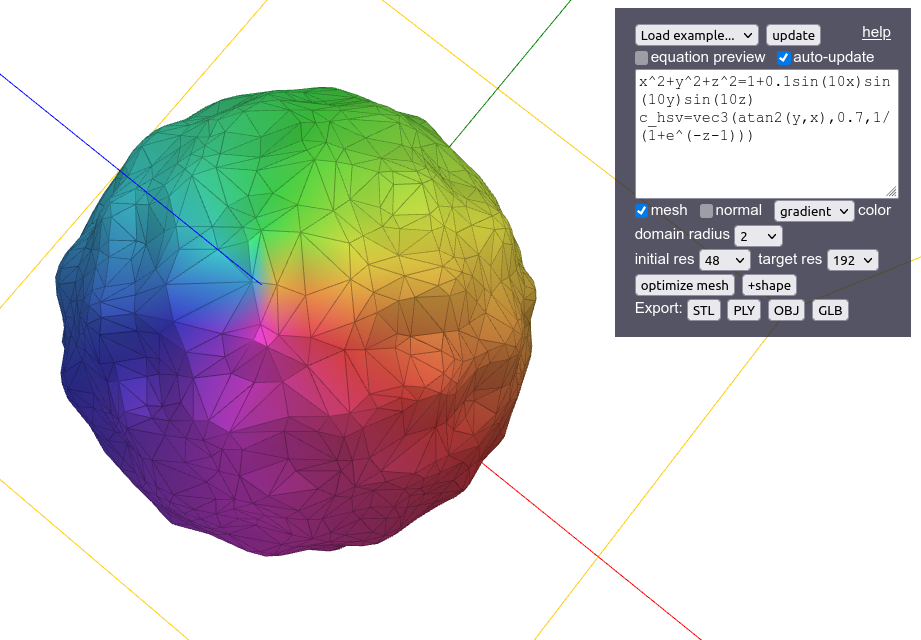 Load example... update help
equation preview auto-update
x^2+y^2+z^2=1+0.1sin(10x)sin
(10y)sin(10z)
c_hsv=vec3(atan2(y,x),0.7,1/
(1+e^(-z-1)))
mesh normal gradient color
domain radius 2
initial res 48 target res 192
optimize mesh +shape
Export: STL PLY OBJ GLB